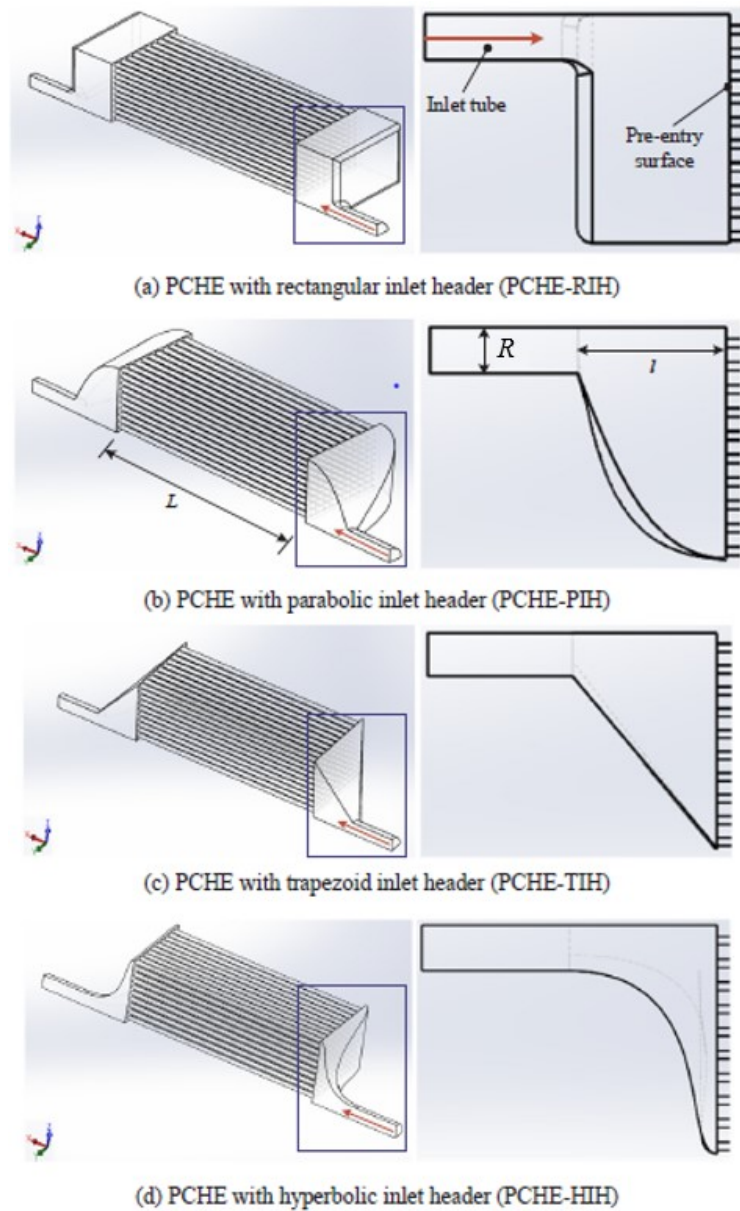 Inlet tube
Pre-entry
surface
(a) PCHE with rectangular inlet header (PCHE-RIH)
R
l
L
(b) PCHE with parabolic inlet header (PCHE-PIH)
(c) PCHE with trapezoid inlet header (PCHE-TIH)
(d) PCHE with hyperbolic inlet header (PCHE-HIH)